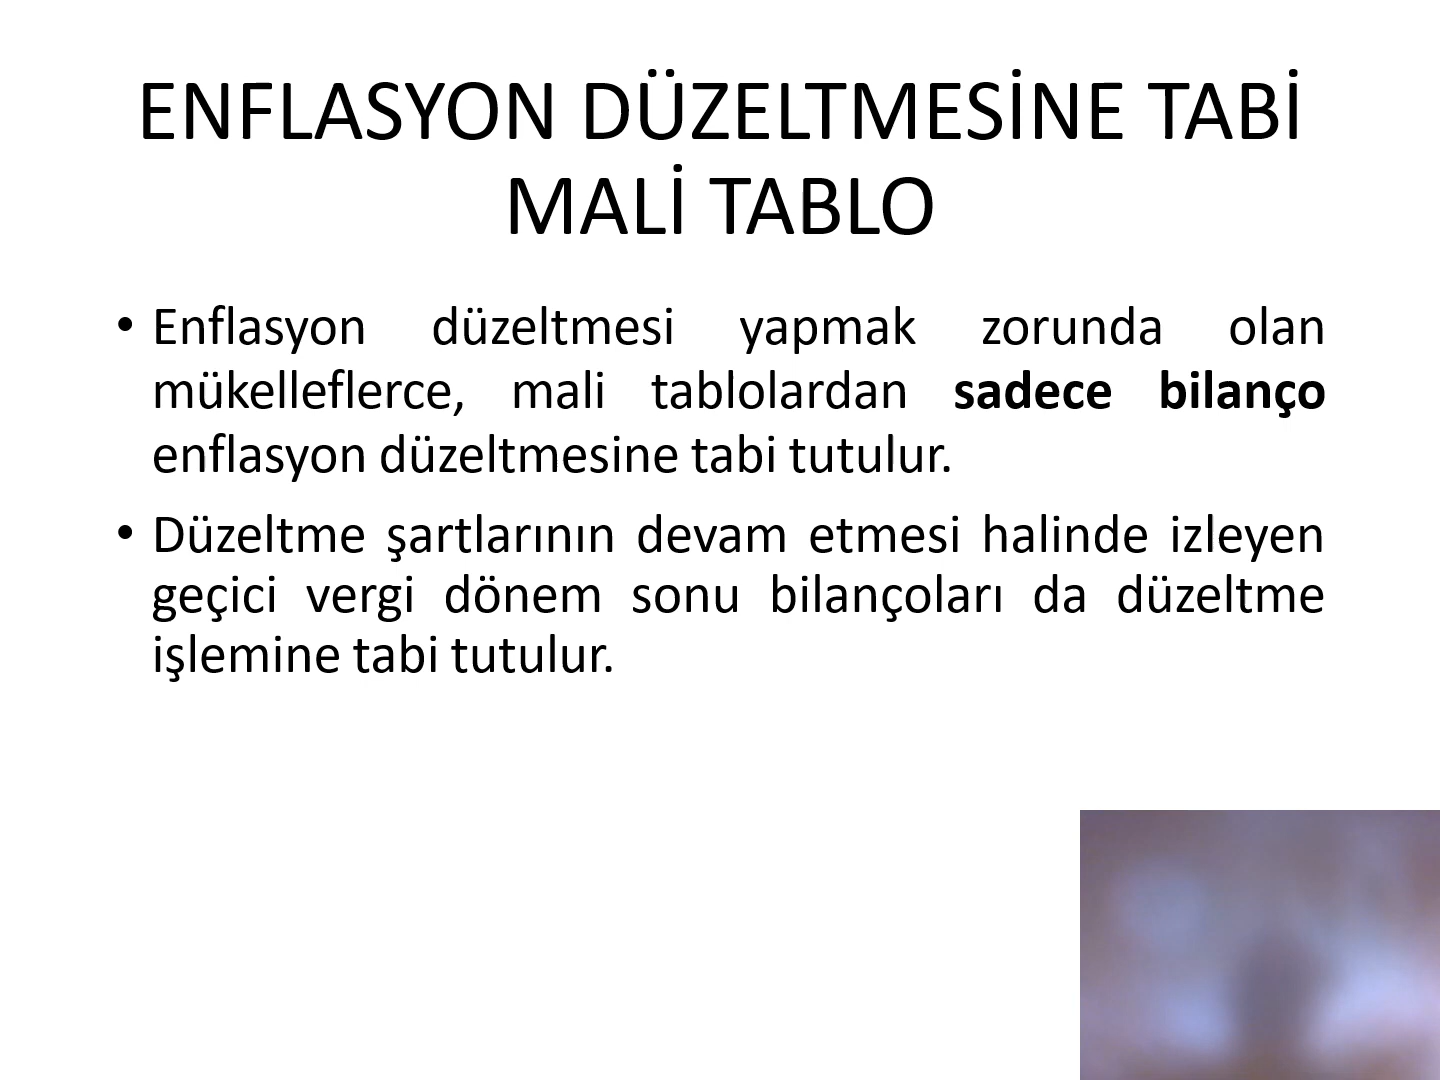 ENFLASYON DÜZELTMESİNE TABİ
MALİ TABLO
• Enflasyon düzeltmesi yapmak zorunda olan
mükelleflerce, mali tablolardan sadece bilanço
enflasyon düzeltmesine tabi tutulur.
• Düzeltme şartlarının devam etmesi halinde izleyen
geçici vergi dönem sonu bilançoları da düzeltme
işlemine tabi tutulur.